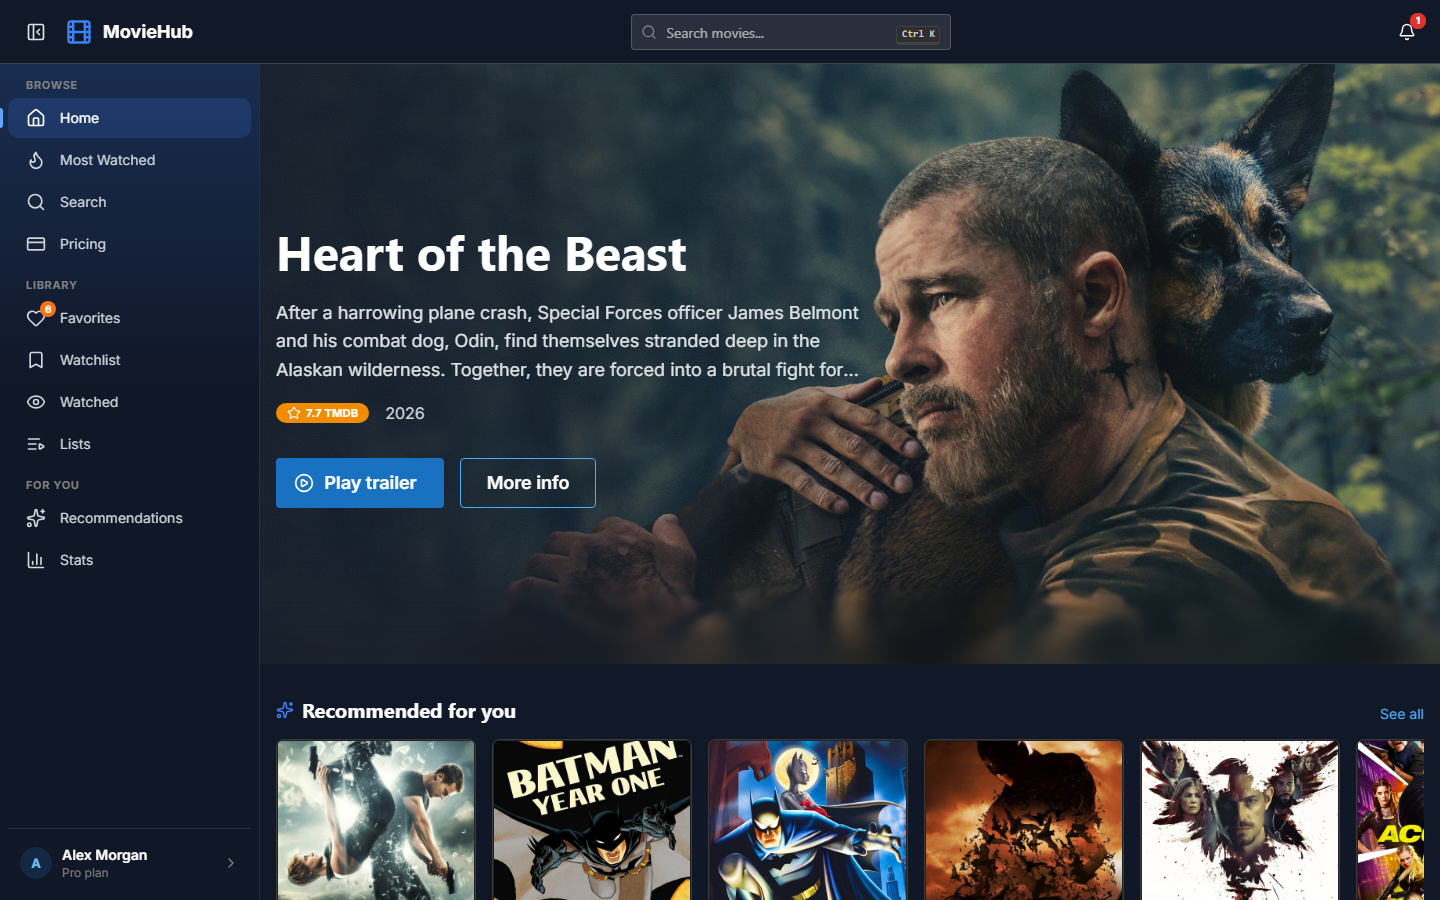 MovieHub
Search movies...
Ctrl K
1
BROWSE
Home
Most Watched
Search
Pricing
LIBRARY
6
Favorites
Watchlist
Watched
Lists
FOR YOU
Recommendations
Stats
A
Alex Morgan
Pro plan
Heart of the Beast
After a harrowing plane crash, Special Forces officer James Belmont
and his combat dog, Odin, find themselves stranded deep in the
Alaskan wilderness. Together, they are forced into a brutal fight for...
7.7 TMDB
2026
Play trailer
More info
Recommended for you
See all
BATMAN
YEAR ONE